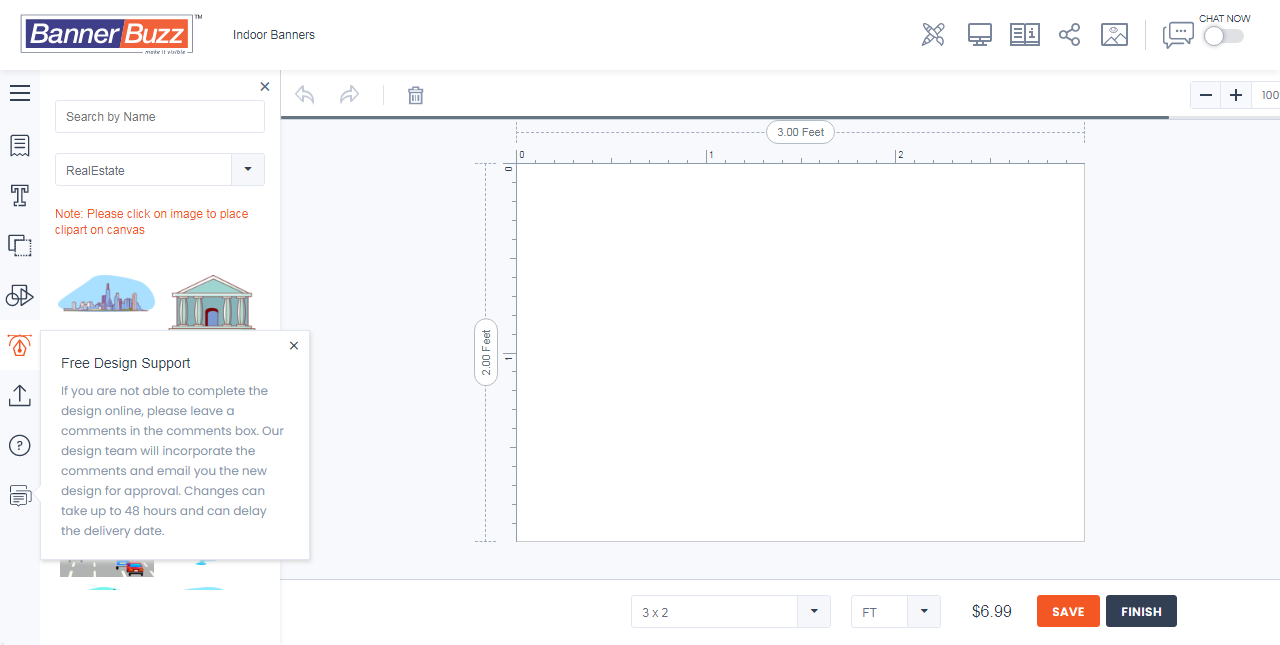 BannerBuzz™
make it visible
Indoor Banners
CHAT NOW
Search by Name
RealEstate
Note: Please click on image to place
clipart on canvas
100
3.00 Feet
0
1
2
0
2.00 Feet
1
Free Design Support
If you are not able to complete the
design online, please leave a
comments in the comments box. Our
design team will incorporate the
comments and email you the new
design for approval. Changes can
take up to 48 hours and can delay
the delivery date.
3 x 2
FT
$6.99
SAVE
FINISH